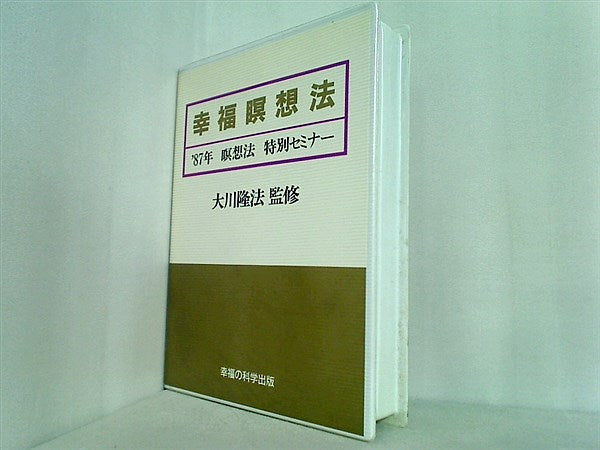 幸福瞑想法
'87年 瞑想法 特別セミナー
大川隆法 監修
幸福の科学出版